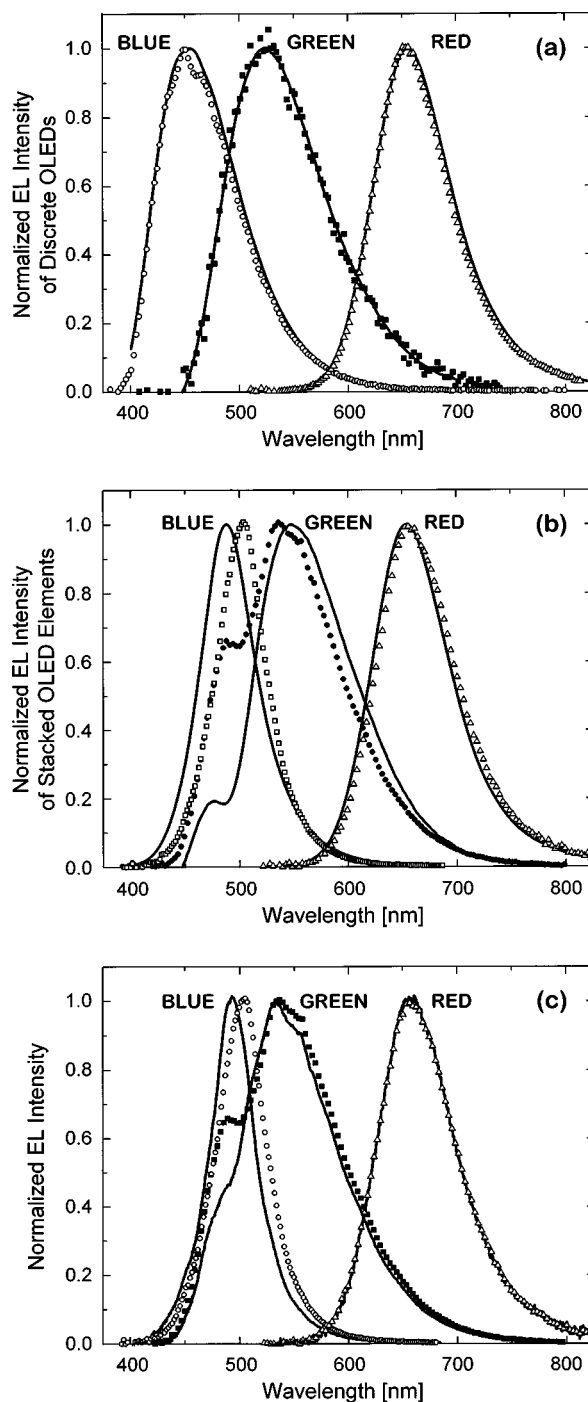 BLUE GREEN RED (a)
Normalized EL Intensity
of Discrete OLEDs
1.0
0.8
0.6
0.4
0.2
0.0
400 500 600 700 800
Wavelength [nm]
BLUE GREEN RED (b)
Normalized EL Intensity
of Stacked OLED Elements
1.0
0.8
0.6
0.4
0.2
0.0
400 500 600 700 800
Wavelength [nm]
BLUE GREEN RED (c)
Normalized EL Intensity
1.0
0.8
0.6
0.4
0.2
0.0
400 500 600 700 800
Wavelength [nm]